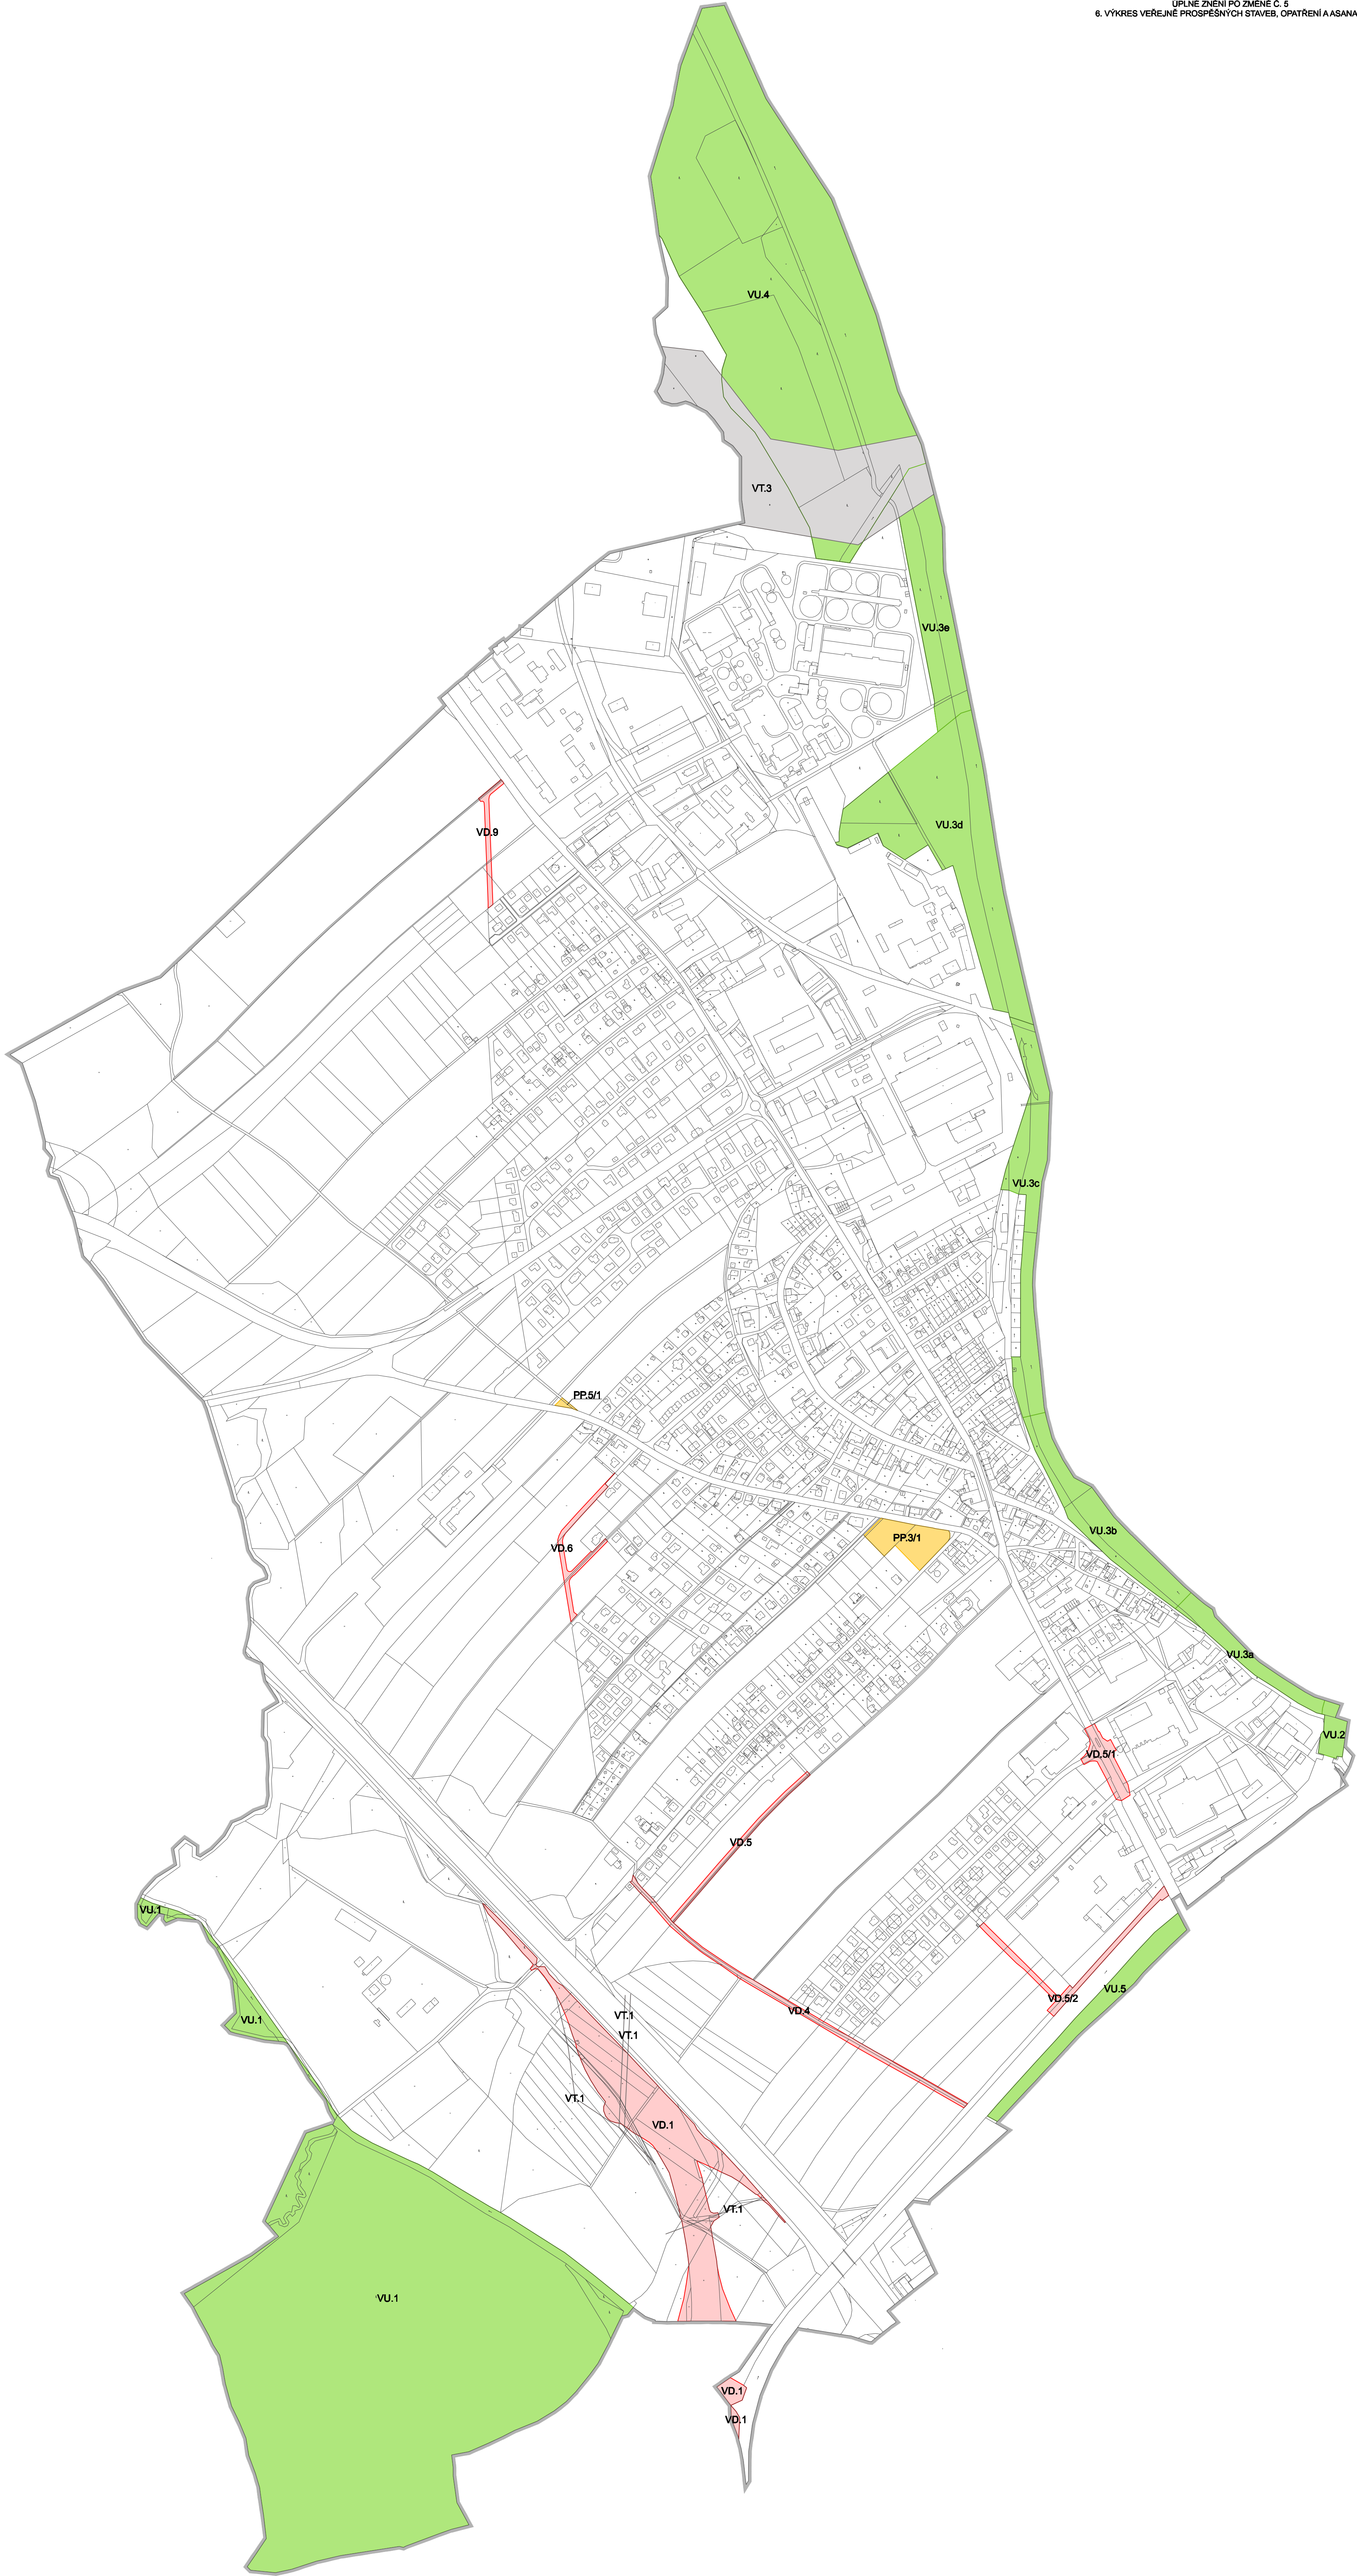 ÚPLNÉ ZNĚNÍ PO ZMĚNĚ Č. 5
6. VÝKRES VEŘEJNĚ PROSPĚŠNÝCH STAVEB, OPATŘENÍ A ASANA
VU.4
VT.3
VU.3e
VU.3d
VD.9
VU.3c
PP.5/1
VU.3b
PP.3/1
VD.6
VU.3a
VU.2
VD.5/1
VD.5
VU.1
VU.5
VD.5/2
VD.4
VT.1
VU.1
VT.1
VT.1
VD.1
VT.1
VU.1
VD.1
VD.1